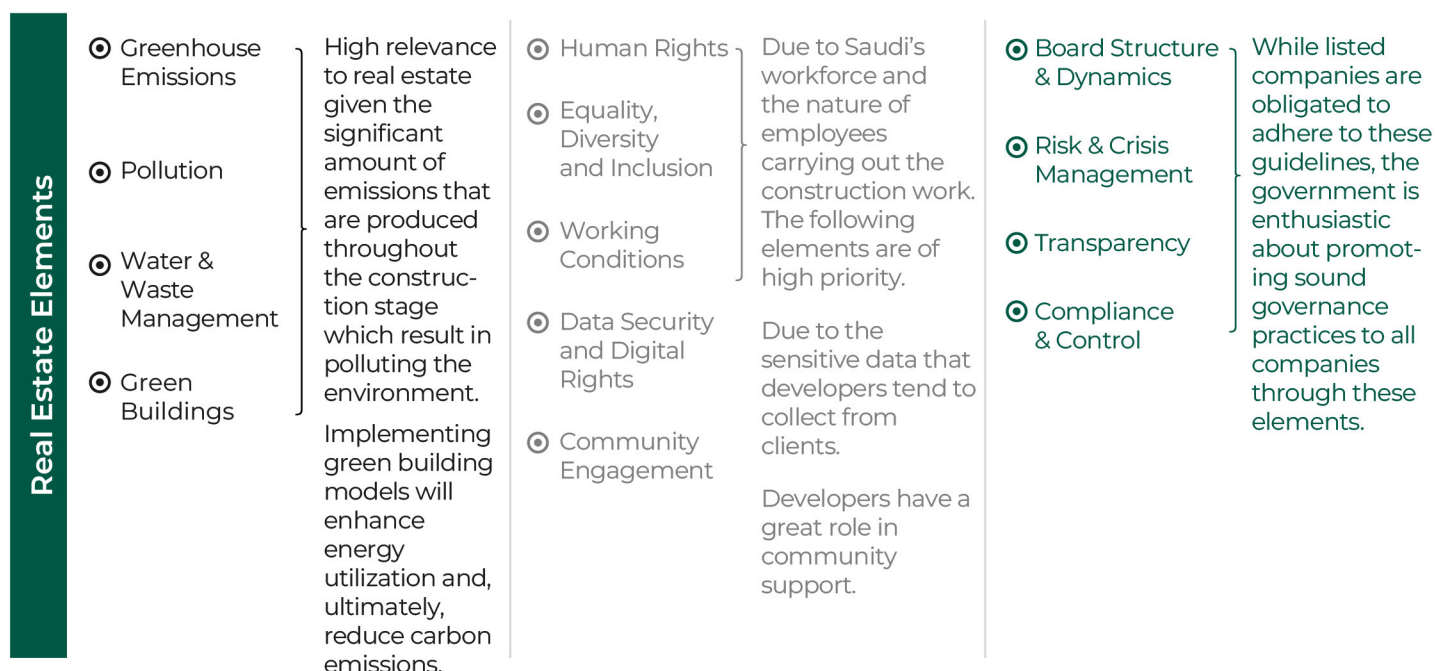 Real Estate Elements
Greenhouse
Emissions
Pollution
Water &
Waste
Management
Green
Buildings
High relevance
to real estate
given the
significant
amount of
emissions that
are produced
throughout
the construc-
tion stage
which result in
polluting the
environment.
Implementing
green building
models will
enhance
energy
utilization and,
ultimately,
reduce carbon
emissions.
Human Rights
Equality,
Diversity
and Inclusion
Working
Conditions
Data Security
and Digital
Rights
Community
Engagement
Due to Saudi's
workforce and
the nature of
employees
carrying out the
construction work.
The following
elements are of
high priority.
Due to the
sensitive data that
developers tend to
collect from
clients.
Developers have a
great role in
community
support.
Board Structure
& Dynamics
Risk & Crisis
Management
Transparency
Compliance
& Control
While listed
companies are
obligated to
adhere to these
guidelines, the
government is
enthusiastic
about promot-
ing sound
governance
practices to all
companies
through these
elements.